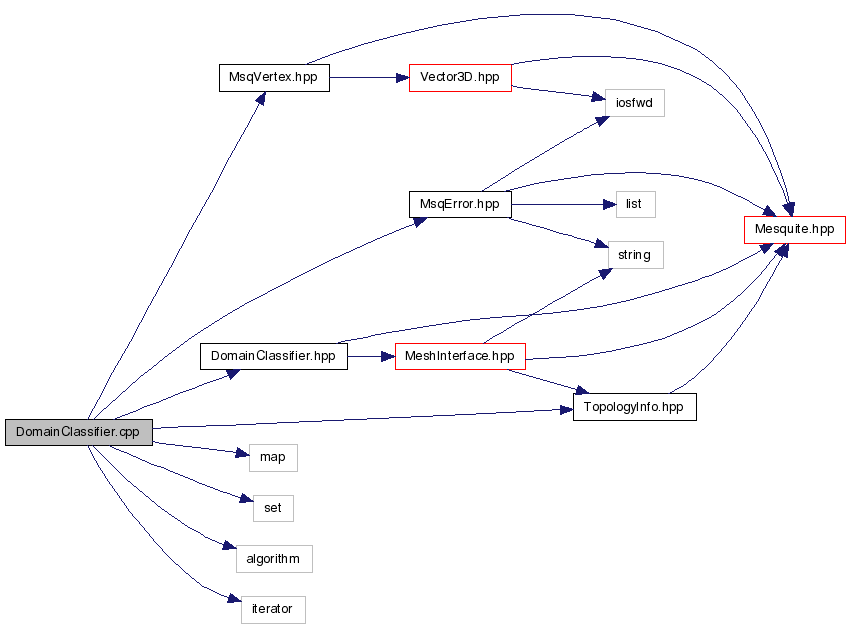 MsqVertex.hpp
Vector3D.hpp
iosfwd
MsqError.hpp
list
Mesquite.hpp
string
DomainClassifier.hpp
MeshInterface.hpp
TopologyInfo.hpp
DomainClassifier.cpp
map
set
algorithm
iterator